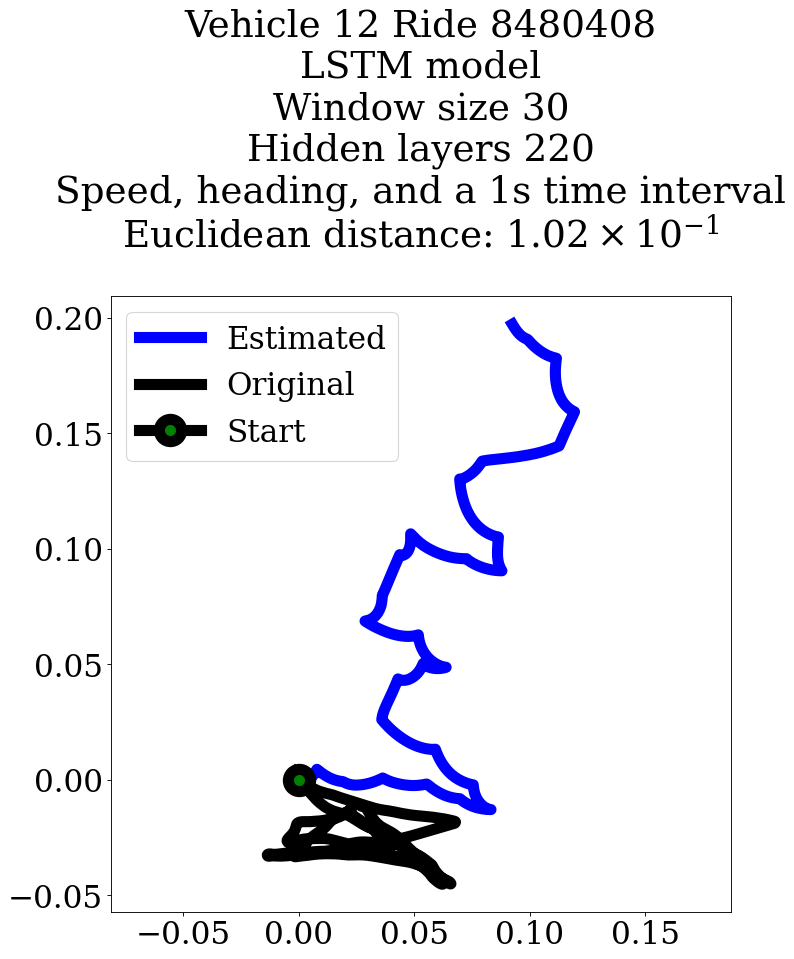 Vehicle 12 Ride 8480408
LSTM model
Window size 30
Hidden layers 220
Speed, heading, and a 1s time interval
Euclidean distance: 1.02 × 10⁻¹
0.20
0.15
0.10
0.05
0.00
−0.05
Estimated
Original
Start
−0.05 0.00 0.05 0.10 0.15